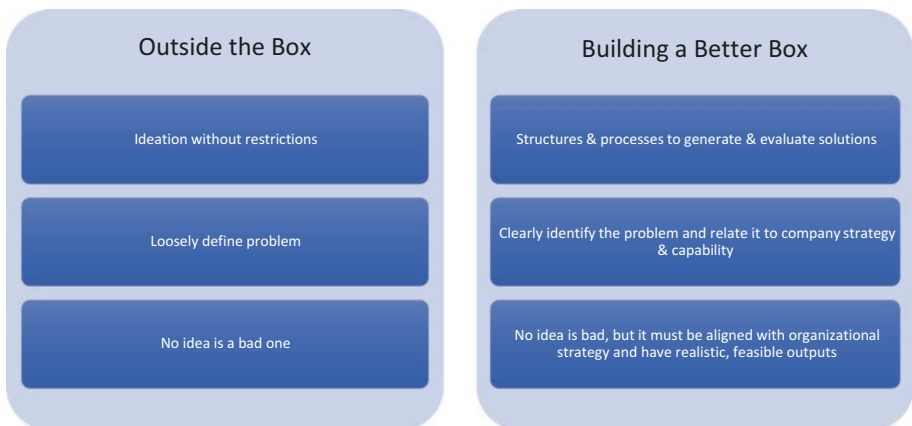 Outside the Box
Ideation without restrictions
Loosely define problem
No idea is a bad one
Building a Better Box
Structures & processes to generate & evaluate solutions
Clearly identify the problem and relate it to company strategy
& capability
No idea is bad, but it must be aligned with organizational
strategy and have realistic, feasible outputs